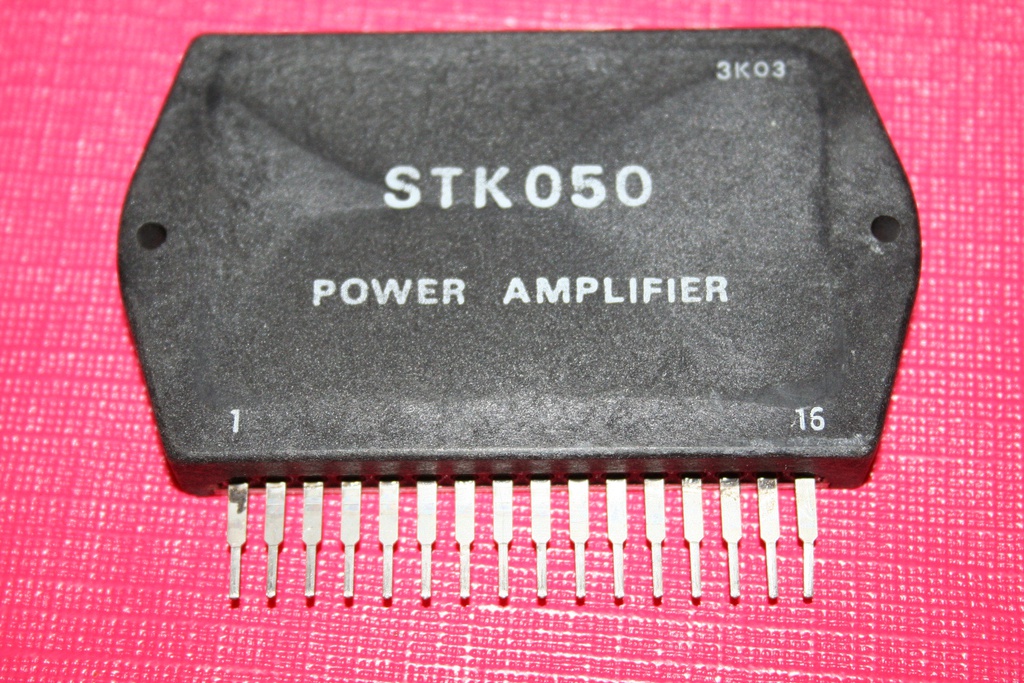 3K03
STK050
POWER AMPLIFIER
1 16